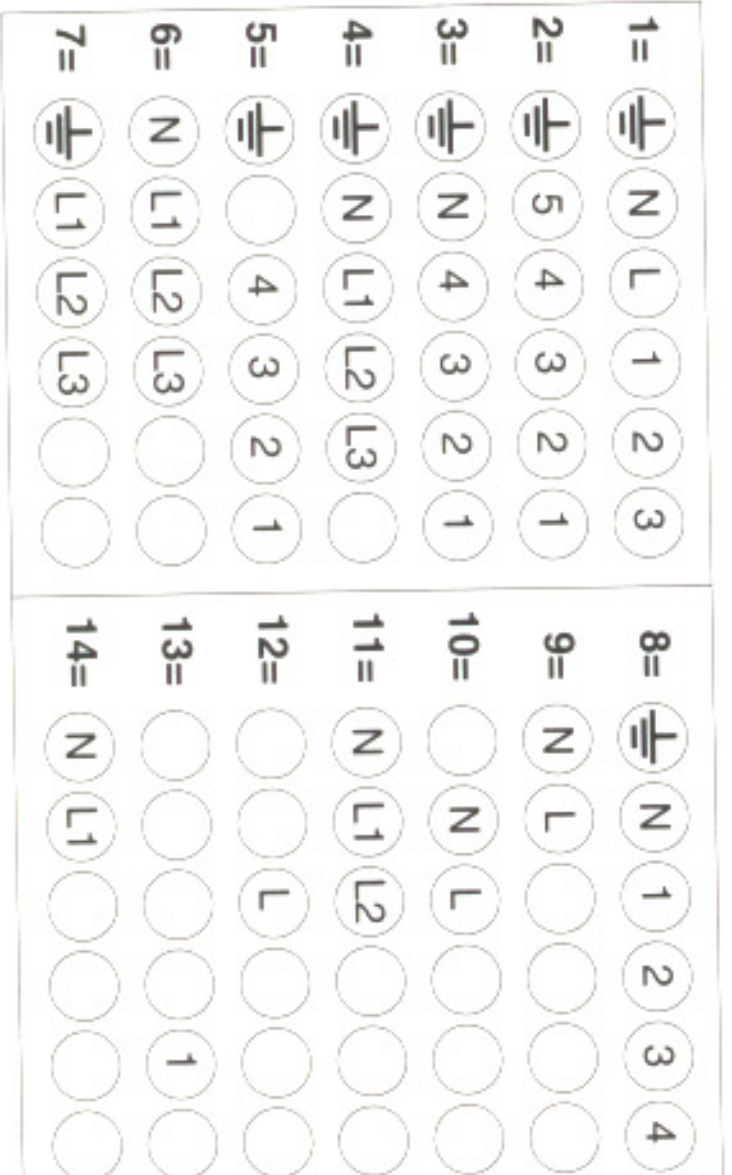 1= ⏚ N L 1 2 3
2= ⏚ 5 4 3 2 1
3= ⏚ N 4 3 2 1
4= ⏚ N L1 L2 L3
5= ⏚ 4 3 2 1
6= N L1 L2 L3
7= ⏚ L1 L2 L3
8= ⏚ N 1 2 3 4
9= N L
10= N L
11= N L1 L2
12= L
13= 1
14= N L1